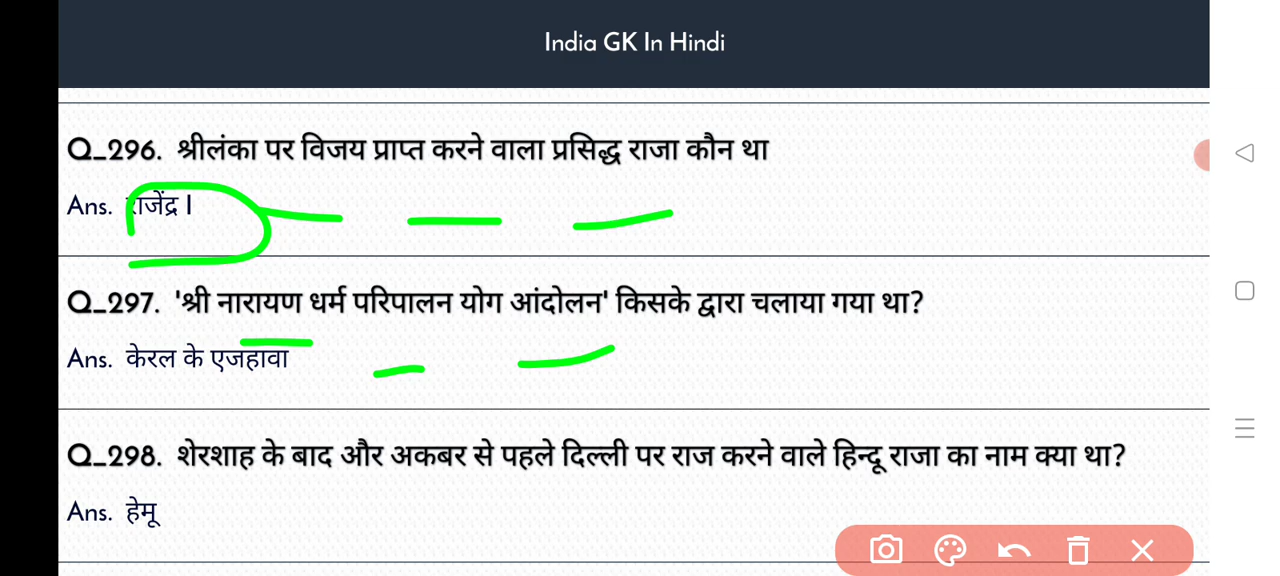 India GK In Hindi
Q_296. श्रीलंका पर विजय प्राप्त करने वाला प्रसिद्ध राजा कौन था
Ans. राजेंद्र I
Q_297. 'श्री नारायण धर्म परिपालन योग आंदोलन' किसके द्वारा चलाया गया था?
Ans. केरल के एजहावा
Q_298. शेरशाह के बाद और अकबर से पहले दिल्ली पर राज करने वाले हिन्दू राजा का नाम क्या था?
Ans. हेमू